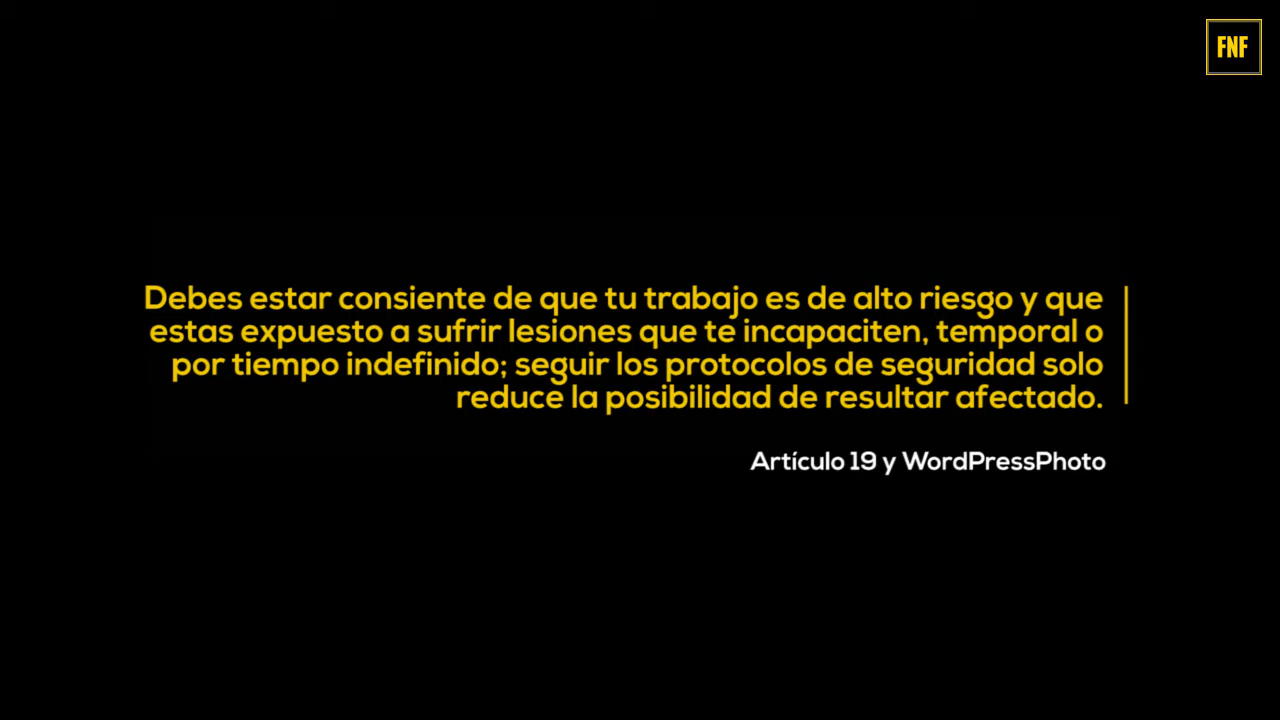 FNF
Debes estar consiente de que tu trabajo es de alto riesgo y que
estas expuesto a sufrir lesiones que te incapaciten, temporal o
por tiempo indefinido; seguir los protocolos de seguridad solo
reduce la posibilidad de resultar afectado.
Artículo 19 y WordPressPhoto